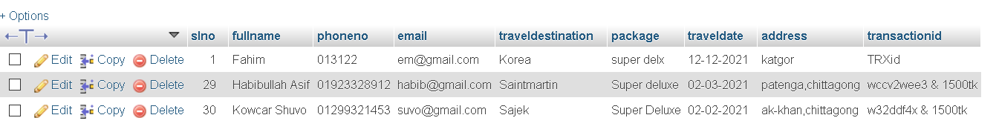 + Options
slno fullname phoneno email traveldestination package traveldate address transactionid
Edit Copy Delete 1 Fahim 013122 em@gmail.com Korea super delx 12-12-2021 katgor TRXid
Edit Copy Delete 29 Habibullah Asif 01923328912 habib@gmail.com Saintmartin Super deluxe 02-03-2021 patenga,chittagong wccv2wee3 & 1500tk
Edit Copy Delete 30 Kowcar Shuvo 01299321453 suvo@gmail.com Sajek Super Deluxe 02-02-2021 ak-khan,chittagong w32ddf4x & 1500tk